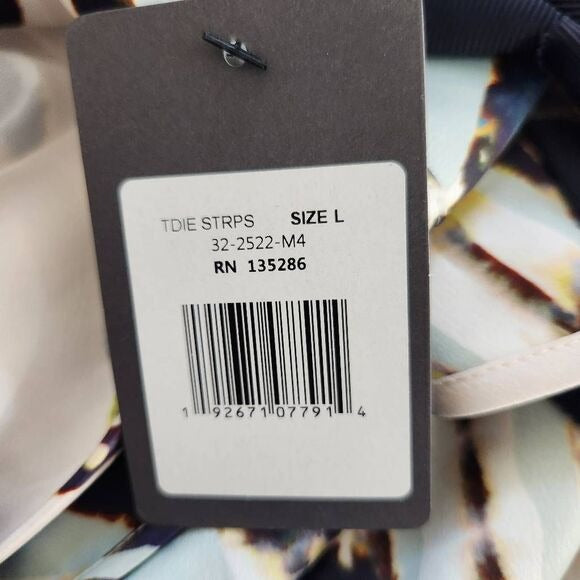 TDIE STRPS SIZE L
32-2522-M4
RN 135286
1 92671 07791 4